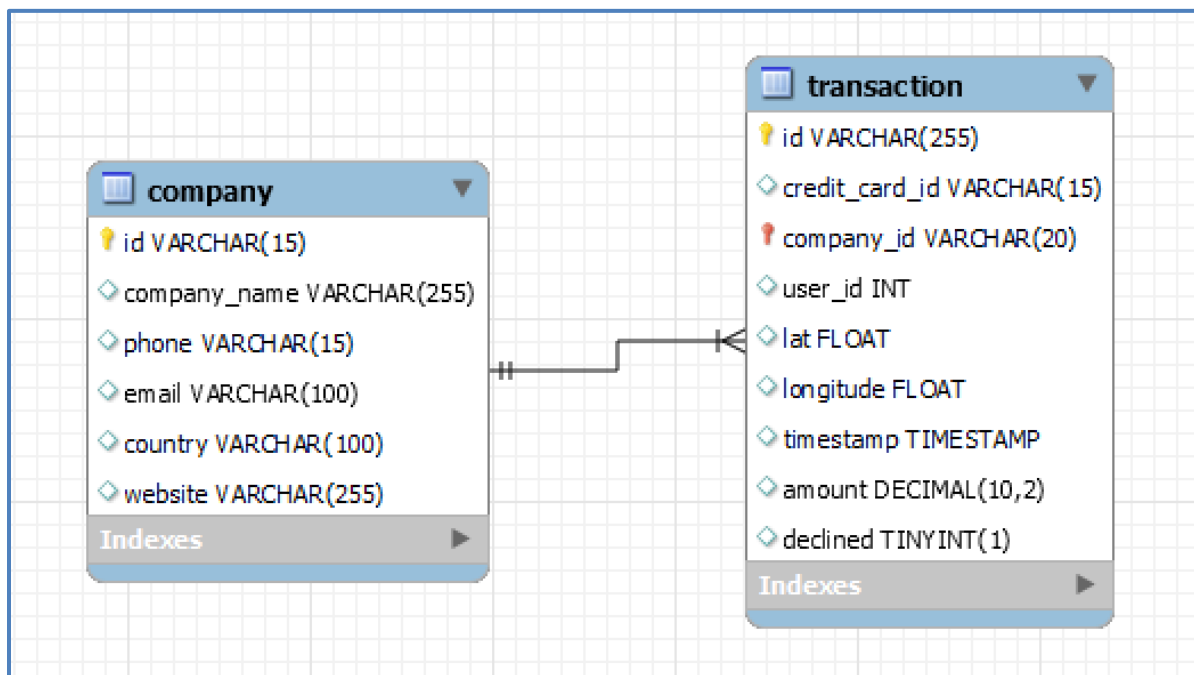 company
id VARCHAR(15)
company_name VARCHAR(255)
phone VARCHAR(15)
email VARCHAR(100)
country VARCHAR(100)
website VARCHAR(255)
Indexes
transaction
id VARCHAR(255)
credit_card_id VARCHAR(15)
company_id VARCHAR(20)
user_id INT
lat FLOAT
longitude FLOAT
timestamp TIMESTAMP
amount DECIMAL(10,2)
declined TINYINT(1)
Indexes